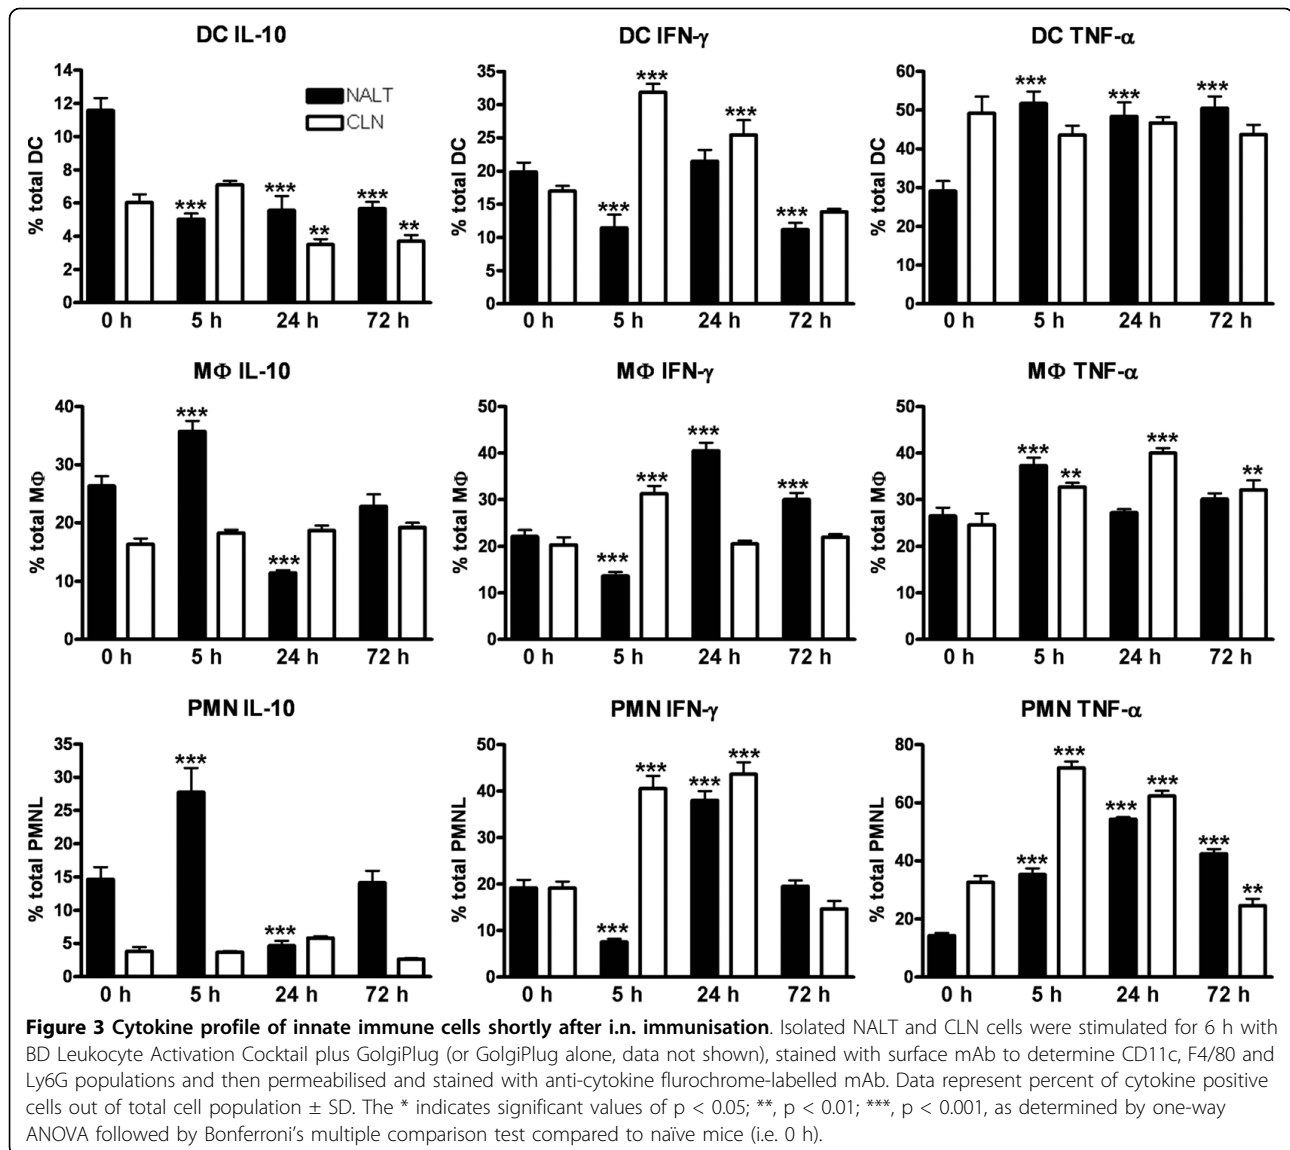 DC IL-10
14
12
10
8
6
4
2
0
% total DC
NALT
CLN
***
***
**
***
**
0 h 5 h 24 h 72 h
DC IFN-γ
35
30
25
20
15
10
5
0
% total DC
***
***
***
***
0 h 5 h 24 h 72 h
DC TNF-α
60
50
40
30
20
10
0
% total DC
***
***
***
0 h 5 h 24 h 72 h
MΦ IL-10
40
30
20
10
0
% total MΦ
***
***
0 h 5 h 24 h 72 h
MΦ IFN-γ
50
40
30
20
10
0
% total MΦ
***
***
***
***
0 h 5 h 24 h 72 h
MΦ TNF-α
50
40
30
20
10
0
% total MΦ
***
**
***
**
0 h 5 h 24 h 72 h
PMN IL-10
35
30
25
20
15
10
5
0
% total PMNL
***
***
0 h 5 h 24 h 72 h
PMN IFN-γ
50
40
30
20
10
0
% total PMNL
***
***
***
***
0 h 5 h 24 h 72 h
PMN TNF-α
80
60
40
20
0
% total PMNL
***
***
***
***
***
**
0 h 5 h 24 h 72 h
Figure 3 Cytokine profile of innate immune cells shortly after i.n. immunisation. Isolated NALT and CLN cells were stimulated for 6 h with
BD Leukocyte Activation Cocktail plus GolgiPlug (or GolgiPlug alone, data not shown), stained with surface mAb to determine CD11c, F4/80 and
Ly6G populations and then permeabilised and stained with anti-cytokine flurochrome-labelled mAb. Data represent percent of cytokine positive
cells out of total cell population ± SD. The * indicates significant values of p < 0.05; **, p < 0.01; ***, p < 0.001, as determined by one-way
ANOVA followed by Bonferroni's multiple comparison test compared to naïve mice (i.e. 0 h).